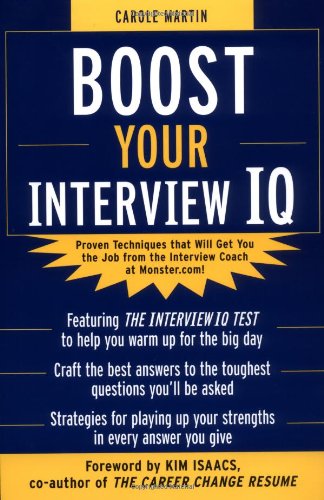 CAROLE MARTIN
BOOST
YOUR
INTERVIEW IQ
Proven Techniques that Will Get You
the Job from the Interview Coach
at Monster.com!
Featuring THE INTERVIEW IQ TEST
to help you warm up for the big day
Craft the best answers to the toughest
questions you'll be asked
Strategies for playing up your strengths
in every answer you give
Foreword by KIM ISAACS,
co-author of THE CAREER CHANGE RESUME